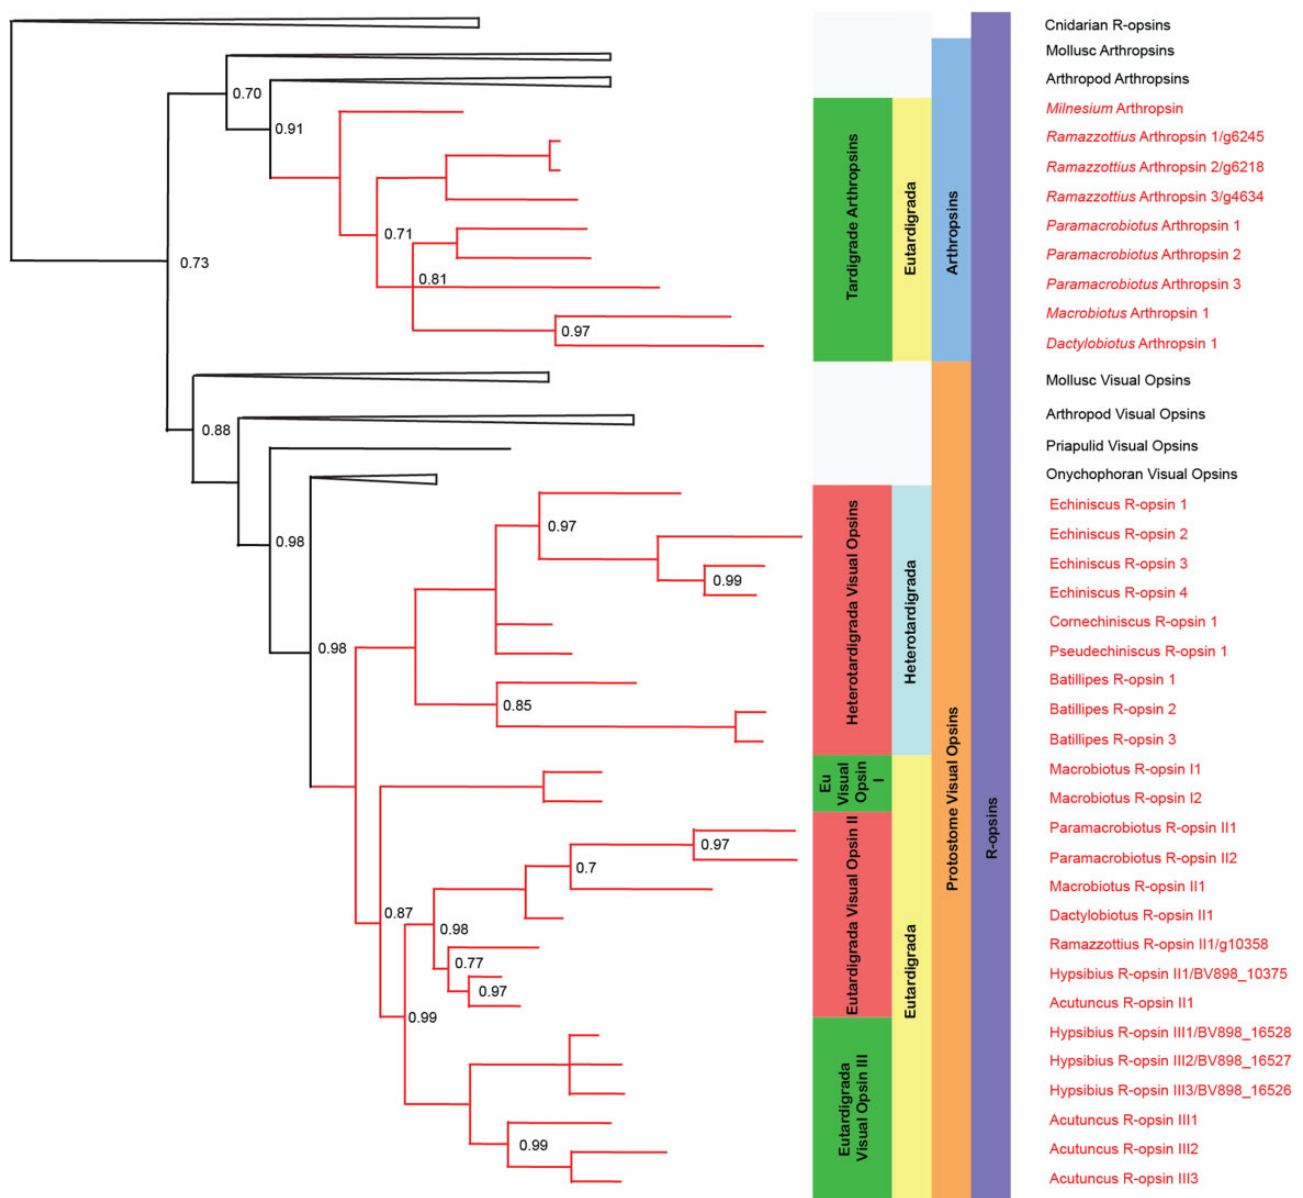 Cnidarian R-opsins
Mollusc Arthropsins
Arthropod Arthropsins
Milnesium Arthropsin
Ramazzottius Arthropsin 1/g6245
Ramazzottius Arthropsin 2/g6218
Ramazzottius Arthropsin 3/g4634
Paramacrobiotus Arthropsin 1
Paramacrobiotus Arthropsin 2
Paramacrobiotus Arthropsin 3
Macrobiotus Arthropsin 1
Dactylobiotus Arthropsin 1
Mollusc Visual Opsins
Arthropod Visual Opsins
Priapulid Visual Opsins
Onychophoran Visual Opsins
Echiniscus R-opsin 1
Echiniscus R-opsin 2
Echiniscus R-opsin 3
Echiniscus R-opsin 4
Cornechiniscus R-opsin 1
Pseudechiniscus R-opsin 1
Batillipes R-opsin 1
Batillipes R-opsin 2
Batillipes R-opsin 3
Macrobiotus R-opsin I1
Macrobiotus R-opsin I2
Paramacrobiotus R-opsin II1
Paramacrobiotus R-opsin II2
Macrobiotus R-opsin II1
Dactylobiotus R-opsin II1
Ramazzottius R-opsin II1/g10358
Hypsibius R-opsin II1/BV898_10375
Acutuncus R-opsin II1
Hypsibius R-opsin III1/BV898_16528
Hypsibius R-opsin III2/BV898_16527
Hypsibius R-opsin III3/BV898_16526
Acutuncus R-opsin III1
Acutuncus R-opsin III2
Acutuncus R-opsin III3
0.70
0.91
0.73
0.71
0.81
0.97
0.88
0.98
0.98
0.97
0.99
0.85
0.87
0.97
0.7
0.98
0.77
0.97
0.99
0.99
Tardigrade Arthropsins
Eutardigrada
Arthropsins
Heterotardigrada Visual Opsins
Heterotardigrada
Eu
Visual
Opsin
I
Eutardigrada Visual Opsin II
Eutardigrada
Visual Opsin III
Eutardigrada
Protostome Visual Opsins
R-opsins